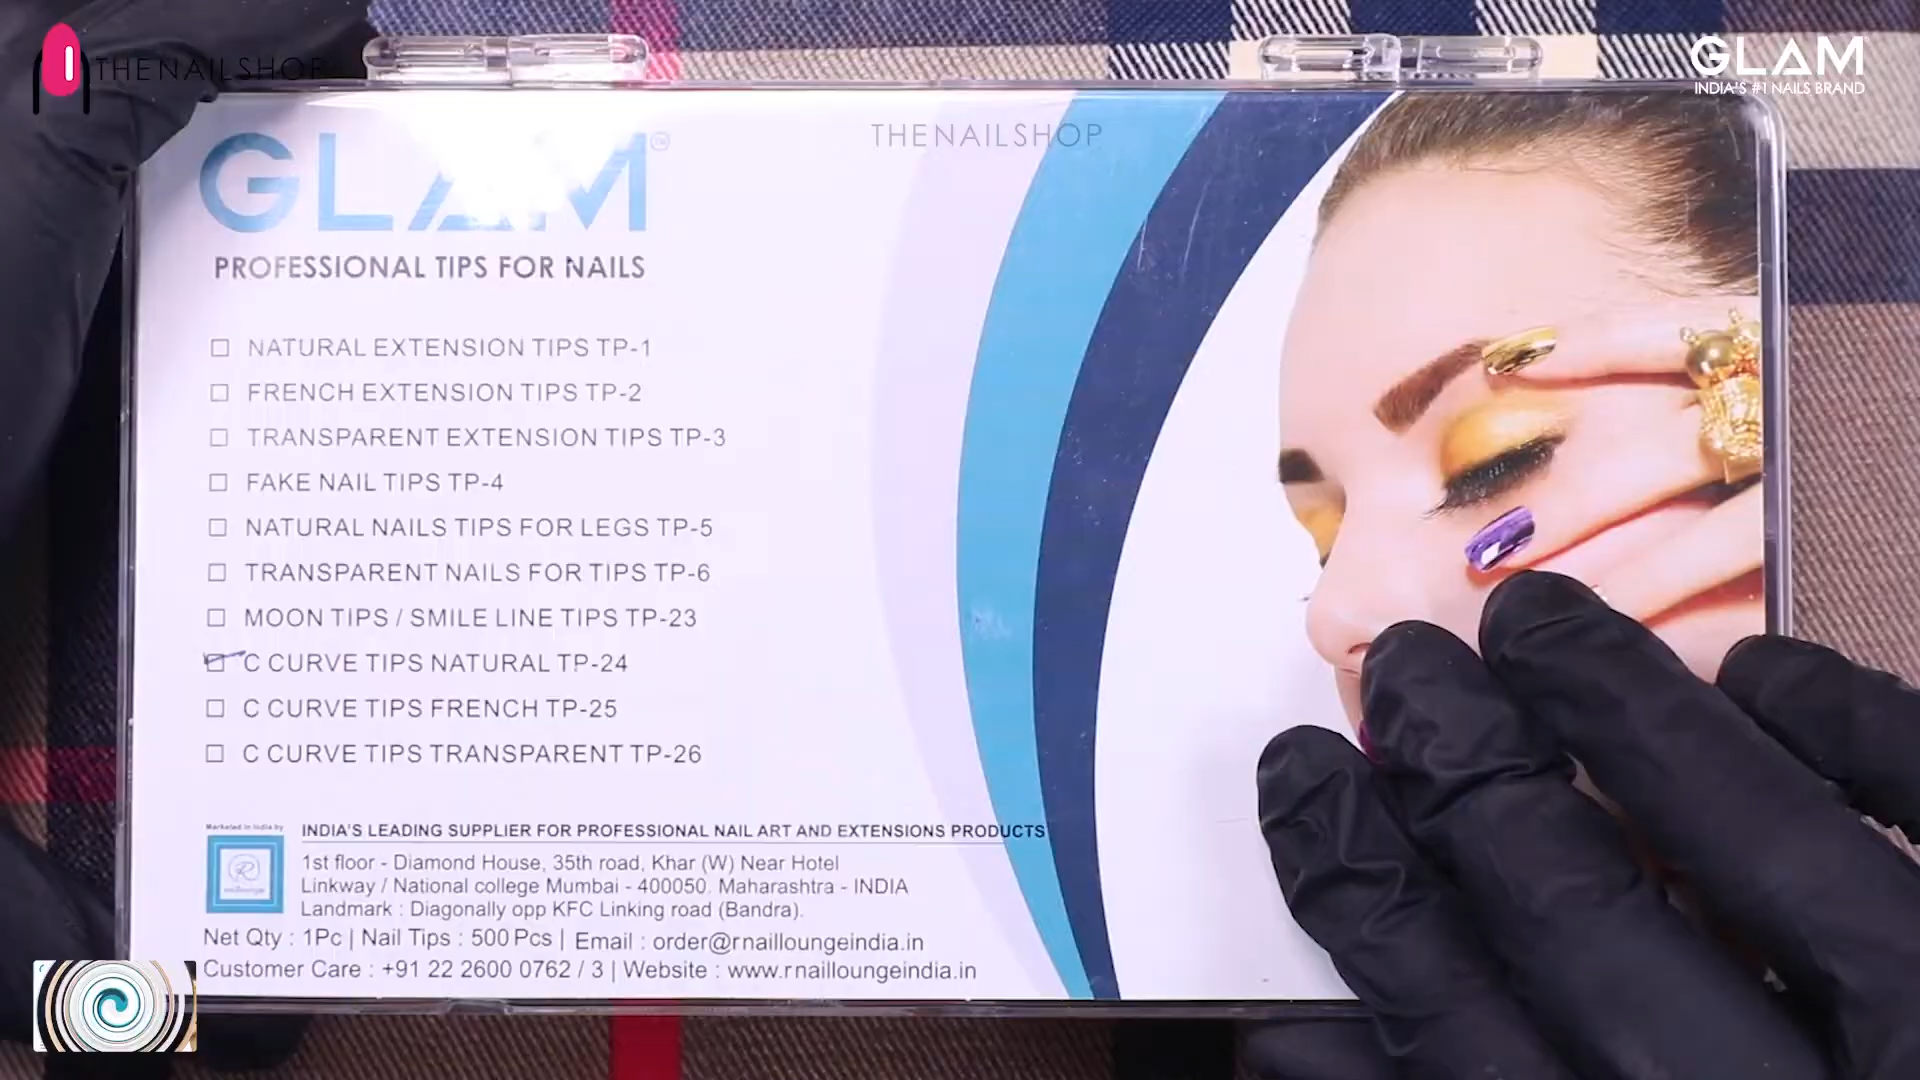 THENAILSHOP
GLAM
INDIA'S #1 NAILS BRAND
THENAILSHOP
GLAM™
PROFESSIONAL TIPS FOR NAILS
☐ NATURAL EXTENSION TIPS TP-1
☐ FRENCH EXTENSION TIPS TP-2
☐ TRANSPARENT EXTENSION TIPS TP-3
☐ FAKE NAIL TIPS TP-4
☐ NATURAL NAILS TIPS FOR LEGS TP-5
☐ TRANSPARENT NAILS FOR TIPS TP-6
☐ MOON TIPS / SMILE LINE TIPS TP-23
☑ C CURVE TIPS NATURAL TP-24
☐ C CURVE TIPS FRENCH TP-25
☐ C CURVE TIPS TRANSPARENT TP-26
Marketed in India by
INDIA'S LEADING SUPPLIER FOR PROFESSIONAL NAIL ART AND EXTENSIONS PRODUCTS
1st floor - Diamond House, 35th road, Khar (W) Near Hotel
Linkway / National college Mumbai - 400050. Maharashtra - INDIA
Landmark : Diagonally opp KFC Linking road (Bandra).
Net Qty : 1Pc | Nail Tips : 500 Pcs | Email : order@rnailloungeindia.in
Customer Care : +91 22 2600 0762 / 3 | Website : www.rnailloungeindia.in